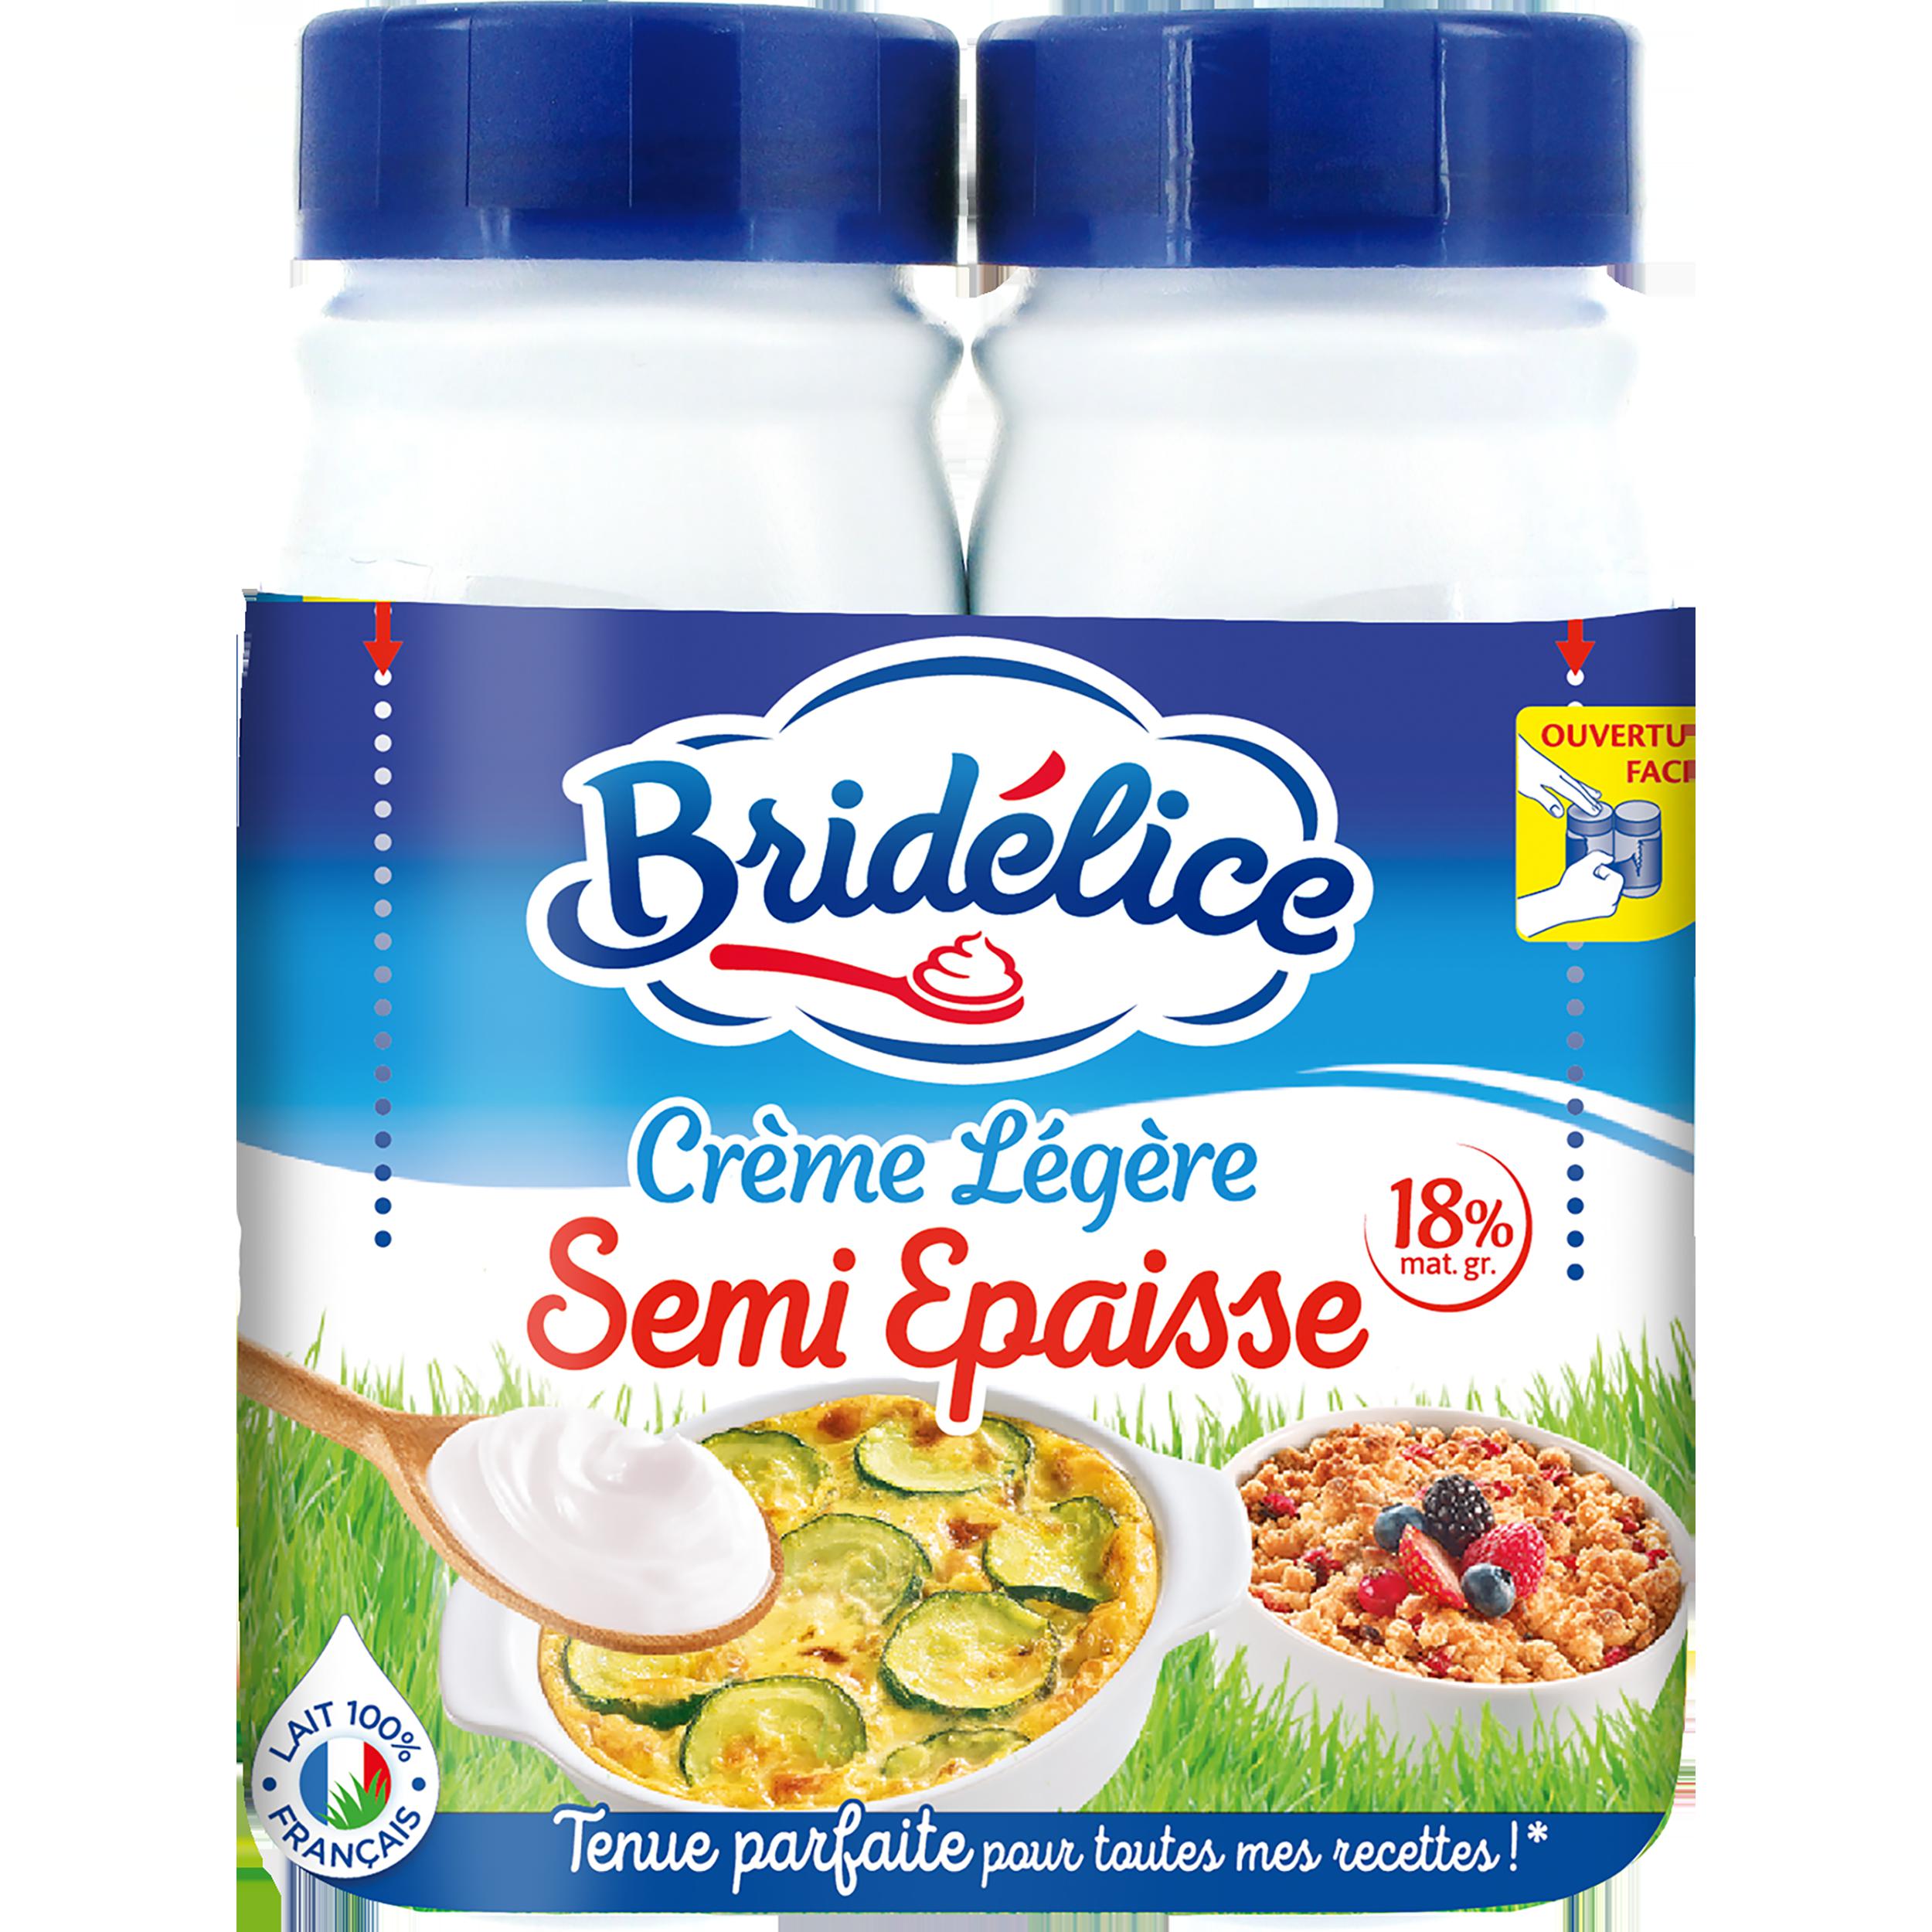 OUVERTU
FACI
Bridélice
Crème Légère
Semi Epaisse
18%
mat. gr.
LAIT 100%
FRANÇAIS
Tenue parfaite pour toutes mes recettes !*